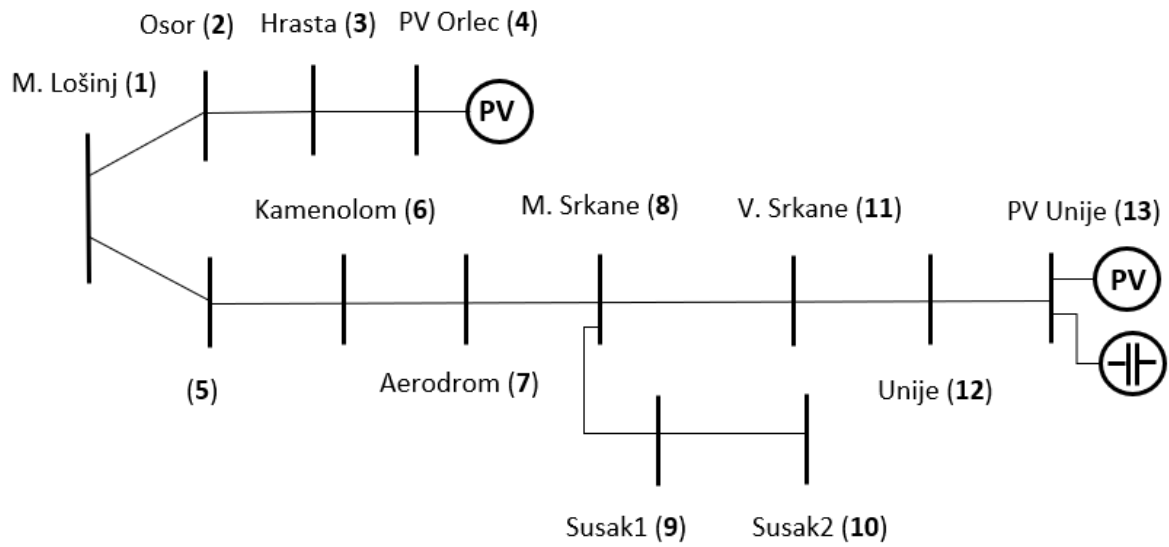 Osor (2)
Hrasta (3)
PV Orlec (4)
M. Lošinj (1)
PV
Kamenolom (6)
M. Srkane (8)
V. Srkane (11)
PV Unije (13)
PV
(5)
Aerodrom (7)
Unije (12)
Susak1 (9)
Susak2 (10)